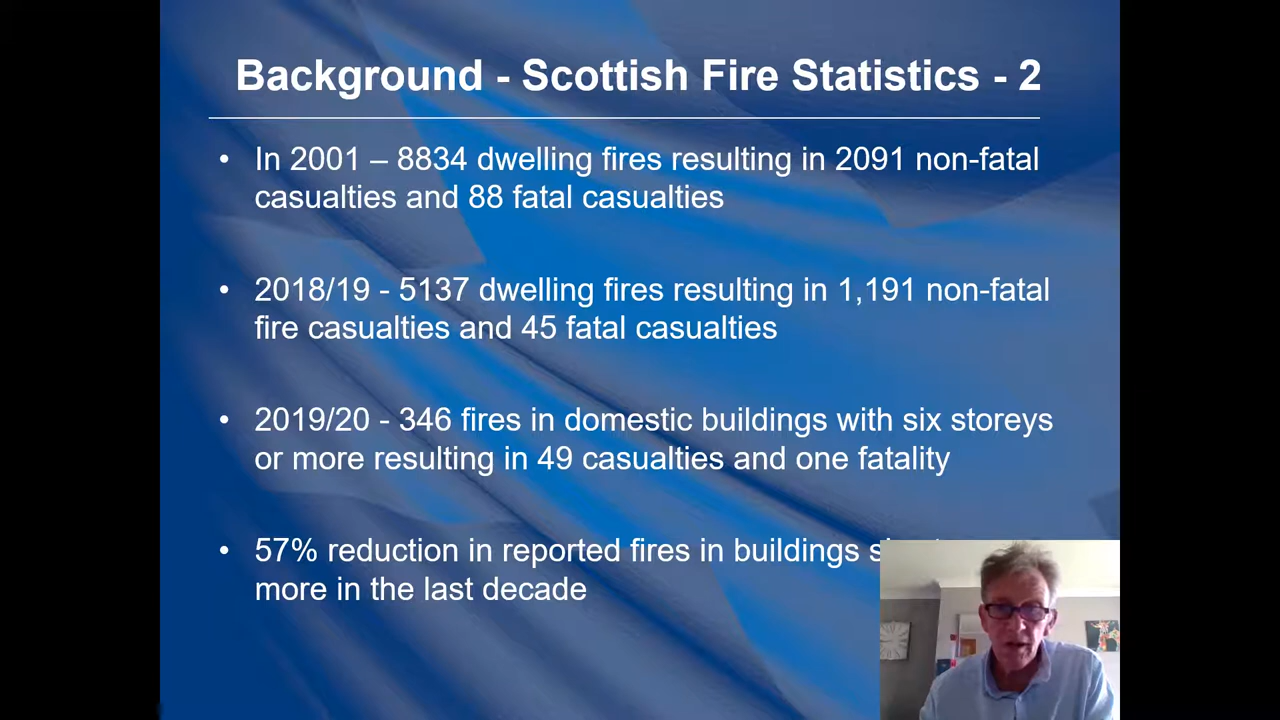 Background - Scottish Fire Statistics - 2
• In 2001 – 8834 dwelling fires resulting in 2091 non-fatal
casualties and 88 fatal casualties
• 2018/19 - 5137 dwelling fires resulting in 1,191 non-fatal
fire casualties and 45 fatal casualties
• 2019/20 - 346 fires in domestic buildings with six storeys
or more resulting in 49 casualties and one fatality
• 57% reduction in reported fires in buildings
more in the last decade